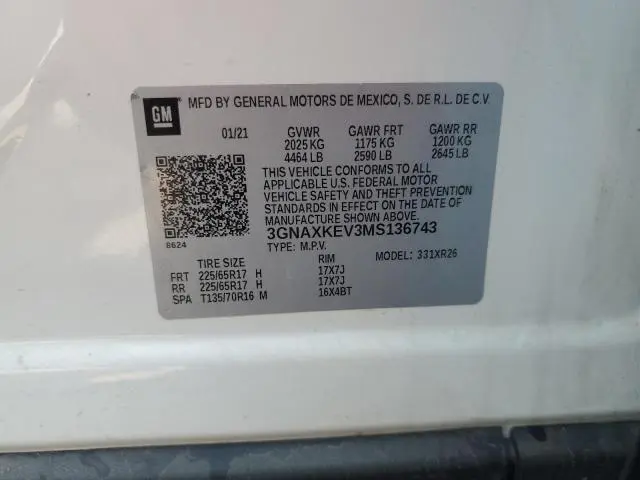 GM MFD BY GENERAL MOTORS DE MEXICO, S. DE R.L. DE C.V.
01/21 GVWR GAWR FRT GAWR RR
2025 KG 1175 KG 1200 KG
4464 LB 2590 LB 2645 LB
THIS VEHICLE CONFORMS TO ALL
APPLICABLE U.S. FEDERAL MOTOR
VEHICLE SAFETY AND THEFT PREVENTION
STANDARDS IN EFFECT ON THE DATE OF
MANUFACTURE SHOWN ABOVE.
8624 3GNAXKEV3MS136743
TYPE: M.P.V. MODEL: 331XR26
TIRE SIZE RIM
FRT 225/65R17 H 17X7J
RR 225/65R17 H 17X7J
SPA T135/70R16 M 16X4BT